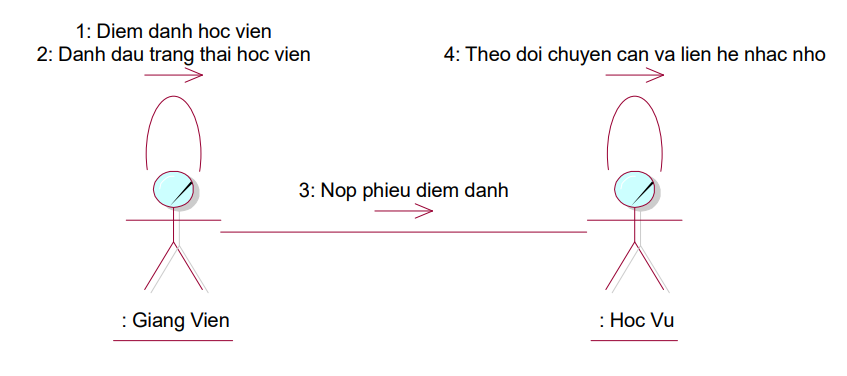 1: Diem danh hoc vien
2: Danh dau trang thai hoc vien
4: Theo doi chuyen can va lien he nhac nho
3: Nop phieu diem danh
: Giang Vien
: Hoc Vu